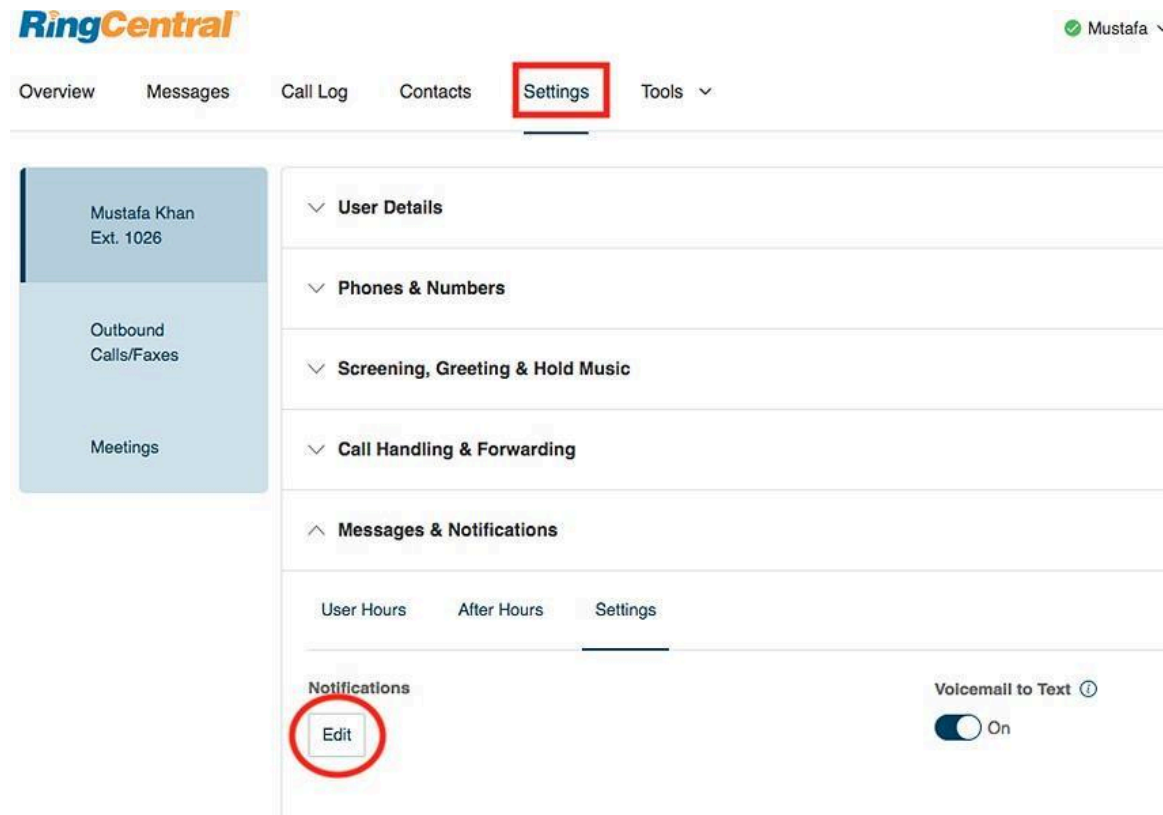 RingCentral
Mustafa
Overview Messages Call Log Contacts Settings Tools
Mustafa Khan
Ext. 1026
Outbound
Calls/Faxes
Meetings
User Details
Phones & Numbers
Screening, Greeting & Hold Music
Call Handling & Forwarding
Messages & Notifications
User Hours After Hours Settings
Notifications
Edit
Voicemail to Text
On